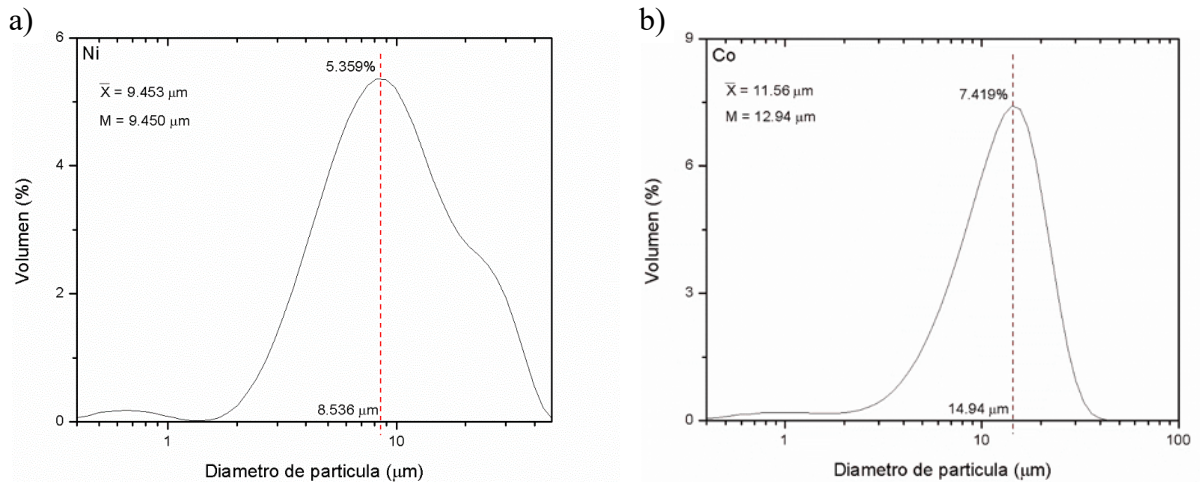 a)
6
Ni
5.359%
X̅ = 9.453 μm
M = 9.450 μm
4
Volumen (%)
2
8.536 μm
0
1
10
Diametro de particula (μm)
b)
9
Co
7.419%
X̅ = 11.56 μm
M = 12.94 μm
6
Volumen (%)
3
14.94 μm
0
1
10
100
Diametro de particula (μm)